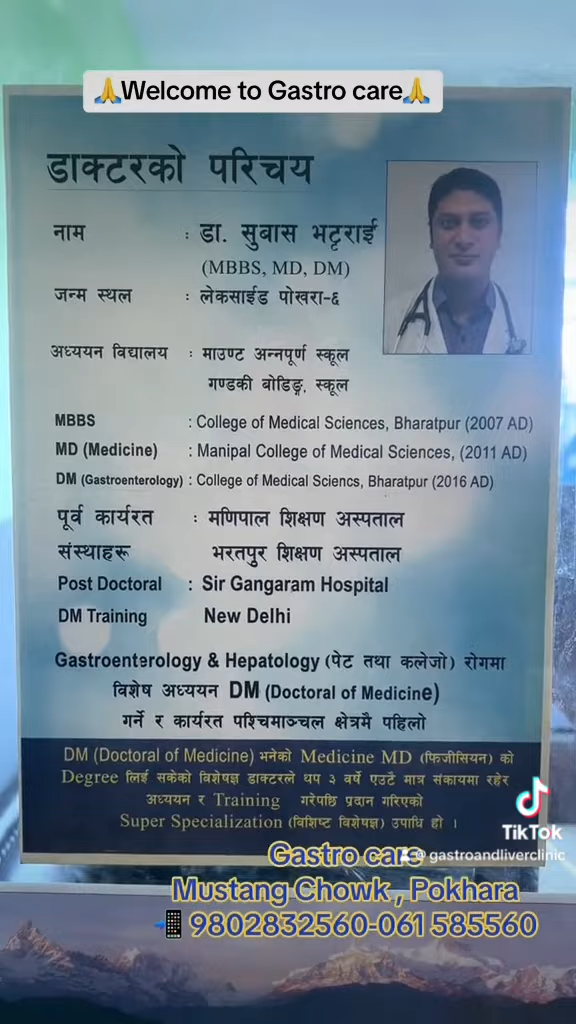 🙏Welcome to Gastro care🙏
डाक्टरको परिचय
नाम : डा. सुबास भट्टराई
(MBBS, MD, DM)
जन्म स्थल : लेकसाईड पोखरा-६
अध्ययन विद्यालय : माउण्ट अन्नपूर्ण स्कूल
गण्डकी बोडिङ्ग, स्कूल
MBBS : College of Medical Sciences, Bharatpur (2007 AD)
MD (Medicine) : Manipal College of Medical Sciences, (2011 AD)
DM (Gastroenterology) : College of Medical Sciencs, Bharatpur (2016 AD)
पूर्व कार्यरत : मणिपाल शिक्षण अस्पताल
संस्थाहरू भरतपुर शिक्षण अस्पताल
Post Doctoral : Sir Gangaram Hospital
DM Training New Delhi
Gastroenterology & Hepatology (पेट तथा कलेजो) रोगमा
विशेष अध्ययन DM (Doctoral of Medicine)
गर्ने र कार्यरत पश्चिमाञ्चल क्षेत्रमै पहिलो
DM (Doctoral of Medicine) भनेको Medicine MD (फिजीसियन) को
Degree लिई सकेको विशेषज्ञ डाक्टरले थप ३ वर्षे एउटै मात्र संकायमा रहेर
अध्ययन र Training गरेपछि प्रदान गरिएको
Super Specialization (विशिष्ट विशेषज्ञ) उपाधि हो ।
TikTok
@gastroandliverclinic
Gastro care
Mustang Chowk , Pokhara
📲 9802832560-061 585560